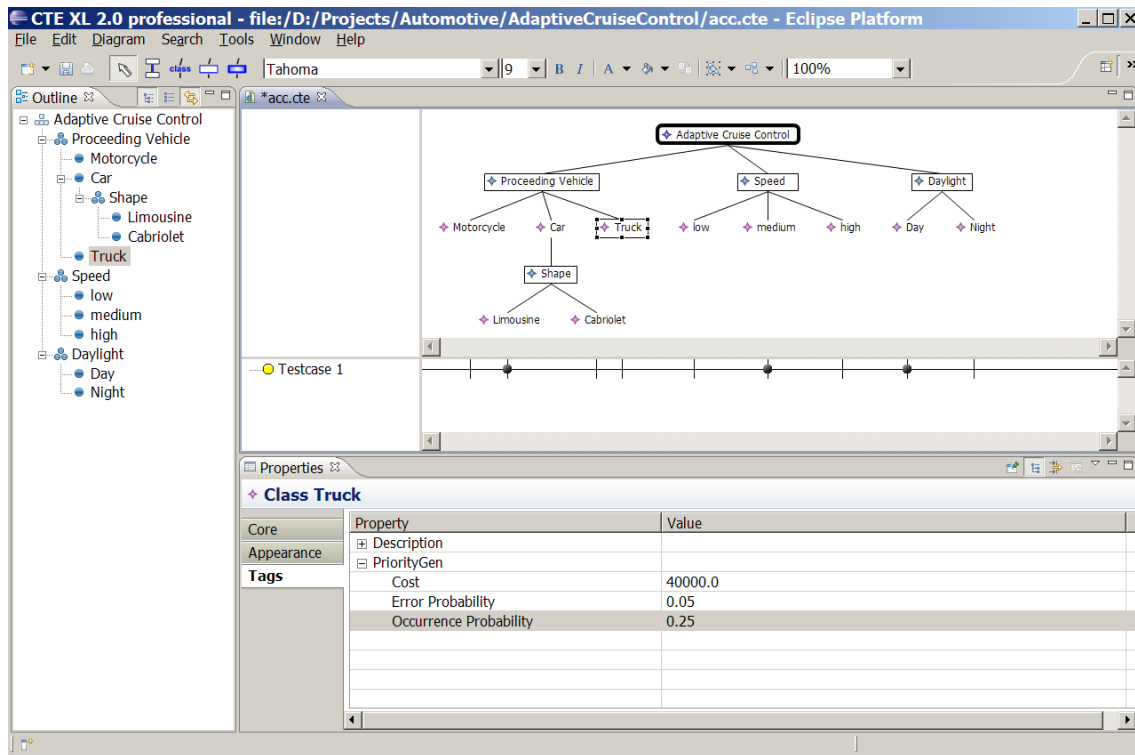 CTE XL 2.0 professional - file:/D:/Projects/Automotive/AdaptiveCruiseControl/acc.cte - Eclipse Platform
File Edit Diagram Search Tools Window Help
class Tahoma 9 B I A 100% »
Outline
*acc.cte
Adaptive Cruise Control
Proceeding Vehicle
Motorcycle
Car
Shape
Limousine
Cabriolet
Truck
Speed
low
medium
high
Daylight
Day
Night
Adaptive Cruise Control
Proceeding Vehicle Speed Daylight
Motorcycle Car Truck low medium high Day Night
Shape
Limousine Cabriolet
Testcase 1
Properties
Class Truck
Core
Appearance
Tags
Property Value
Description
PriorityGen
Cost 40000.0
Error Probability 0.05
Occurrence Probability 0.25